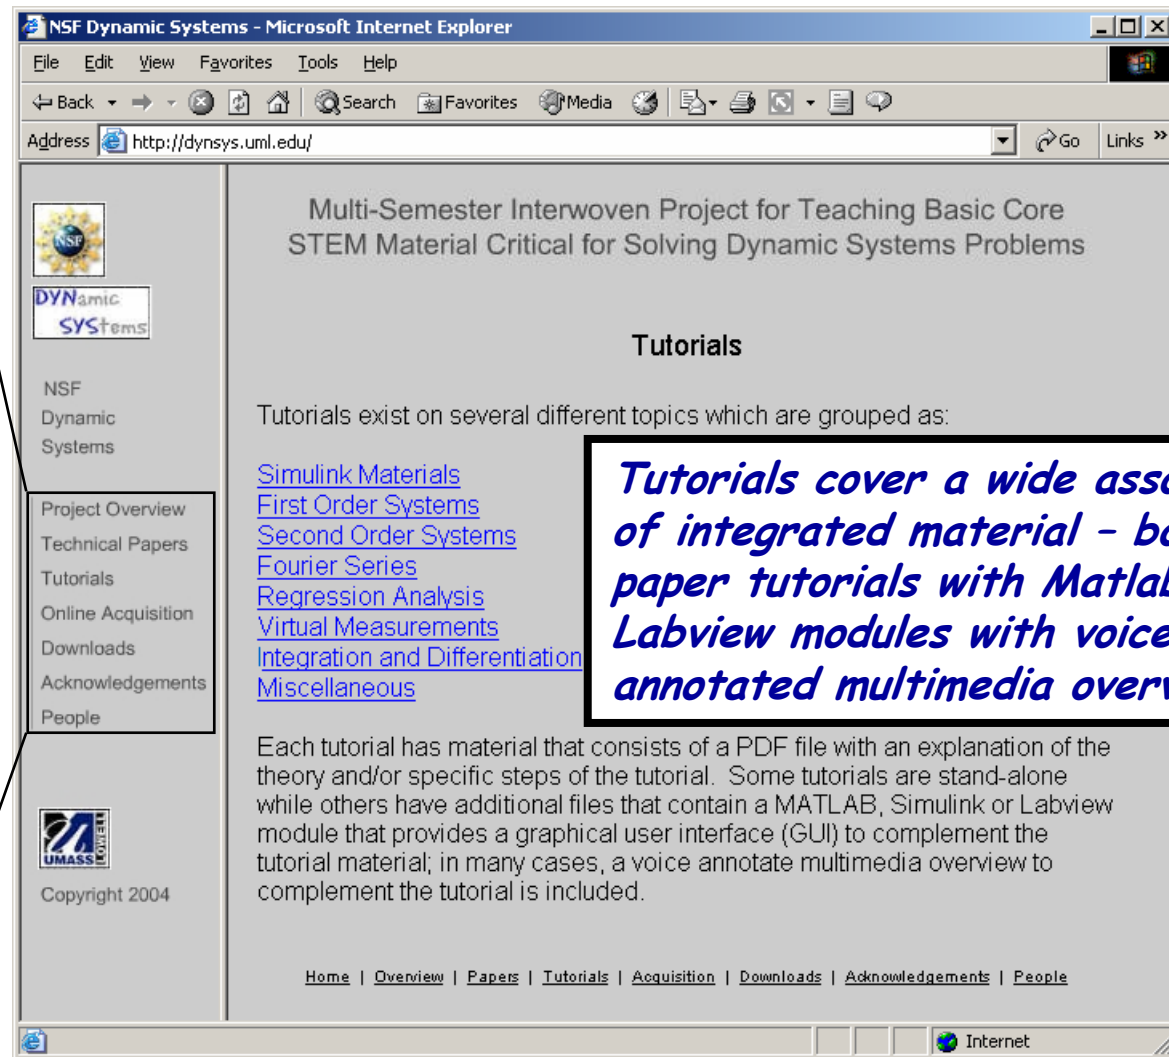 NSF Dynamic Systems - Microsoft Internet Explorer
File Edit View Favorites Tools Help
Back Search Favorites Media
Address http://dynsys.uml.edu/ Go Links »
NSF
DYNamic
SYStems
NSF
Dynamic
Systems
Project Overview
Technical Papers
Tutorials
Online Acquisition
Downloads
Acknowledgements
People
UMASS LOWELL
Copyright 2004
Multi-Semester Interwoven Project for Teaching Basic Core
STEM Material Critical for Solving Dynamic Systems Problems
Tutorials
Tutorials exist on several different topics which are grouped as:
Simulink Materials
First Order Systems
Second Order Systems
Fourier Series
Regression Analysis
Virtual Measurements
Integration and Differentiation
Miscellaneous
Tutorials cover a wide
of integrated material –
paper tutorials with Matlab
Labview modules with voice
annotated multimedia
Each tutorial has material that consists of a PDF file with an explanation of the
theory and/or specific steps of the tutorial. Some tutorials are stand-alone
while others have additional files that contain a MATLAB, Simulink or Labview
module that provides a graphical user interface (GUI) to complement the
tutorial material; in many cases, a voice annotate multimedia overview to
complement the tutorial is included.
Home | Overview | Papers | Tutorials | Acquisition | Downloads | Acknowledgements | People
Internet